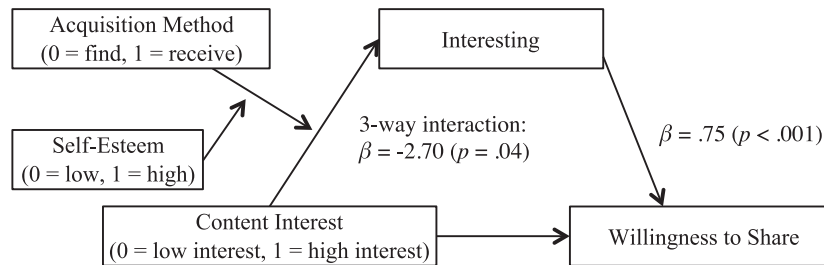 Acquisition Method
(0 = find, 1 = receive)
Interesting
Self-Esteem
(0 = low, 1 = high)
3-way interaction:
β = -2.70 (p = .04)
β = .75 (p < .001)
Content Interest
(0 = low interest, 1 = high interest)
Willingness to Share